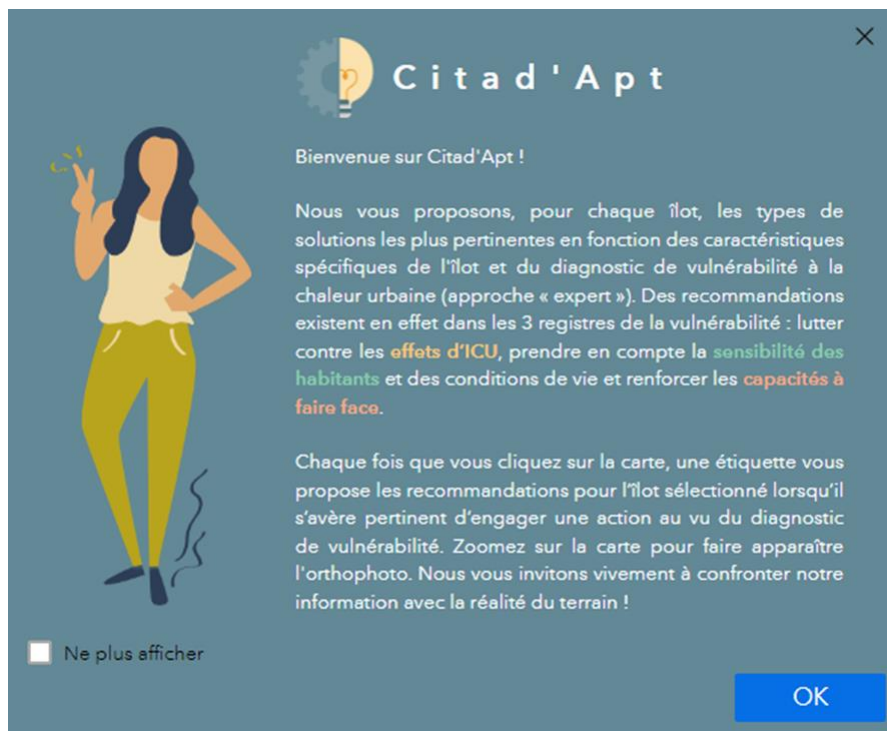 Citad'Apt
Bienvenue sur Citad'Apt !
Nous vous proposons, pour chaque îlot, les types de
solutions les plus pertinentes en fonction des caractéristiques
spécifiques de l'îlot et du diagnostic de vulnérabilité à la
chaleur urbaine (approche « expert »). Des recommandations
existent en effet dans les 3 registres de la vulnérabilité : lutter
contre les effets d'ICU, prendre en compte la sensibilité des
habitants et des conditions de vie et renforcer les capacités à
faire face.
Chaque fois que vous cliquez sur la carte, une étiquette vous
propose les recommandations pour l'îlot sélectionné lorsqu'il
s'avère pertinent d'engager une action au vu du diagnostic
de vulnérabilité. Zoomez sur la carte pour faire apparaître
l'orthophoto. Nous vous invitons vivement à confronter notre
information avec la réalité du terrain !
Ne plus afficher
OK